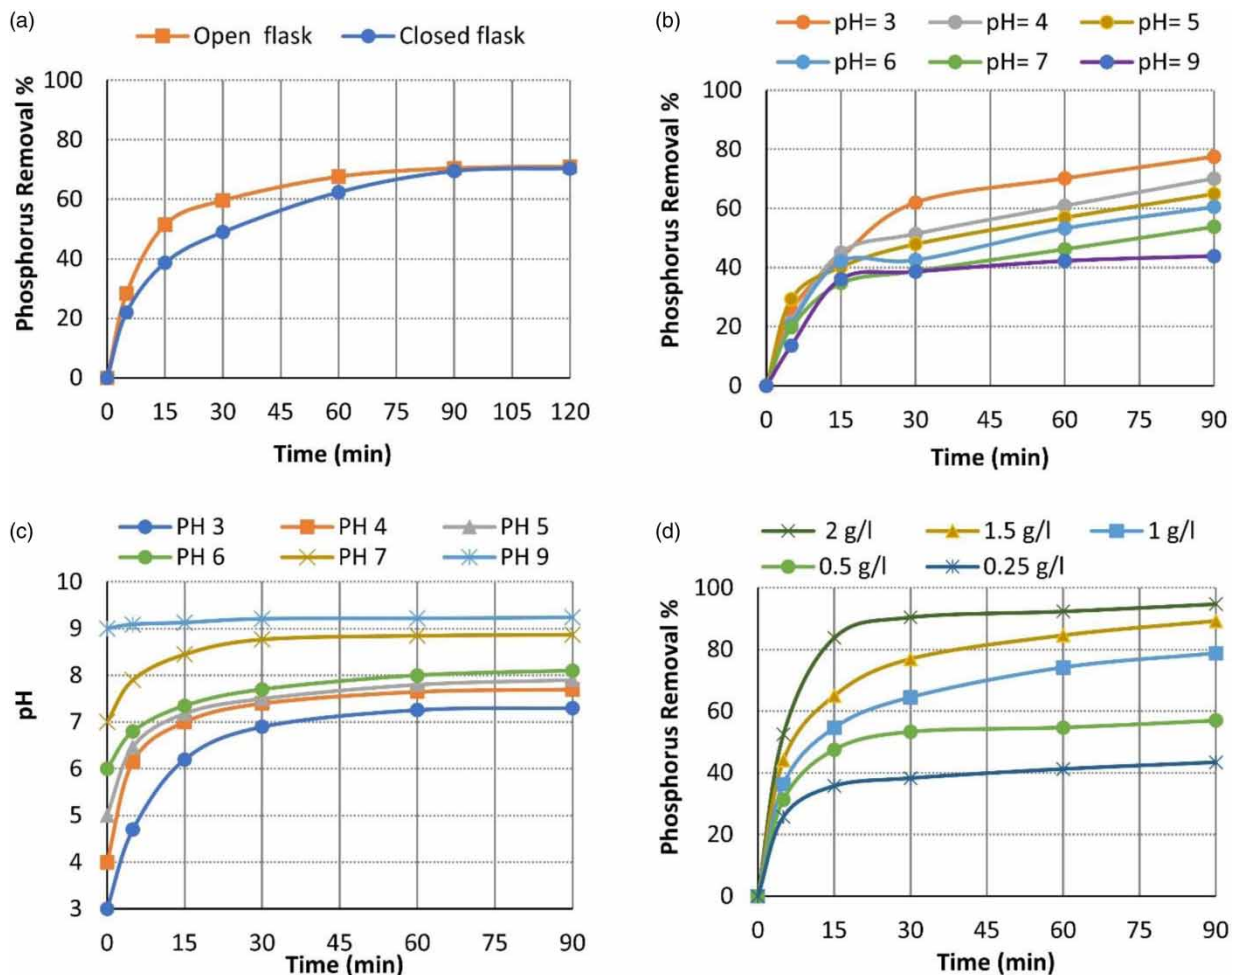 (a)
Open flask Closed flask
Phosphorus Removal %
100
80
60
40
20
0
0 15 30 45 60 75 90 105 120
Time (min)
(b)
pH= 3 pH= 4 pH= 5
pH= 6 pH= 7 pH= 9
Phosphorus Removal %
100
80
60
40
20
0
0 15 30 45 60 75 90
Time (min)
(c)
PH 3 PH 4 PH 5
PH 6 PH 7 PH 9
pH
10
9
8
7
6
5
4
3
0 15 30 45 60 75 90
Time (min)
(d)
2 g/l 1.5 g/l 1 g/l
0.5 g/l 0.25 g/l
Phosphorus Removal %
100
80
60
40
20
0
0 15 30 45 60 75 90
Time (min)